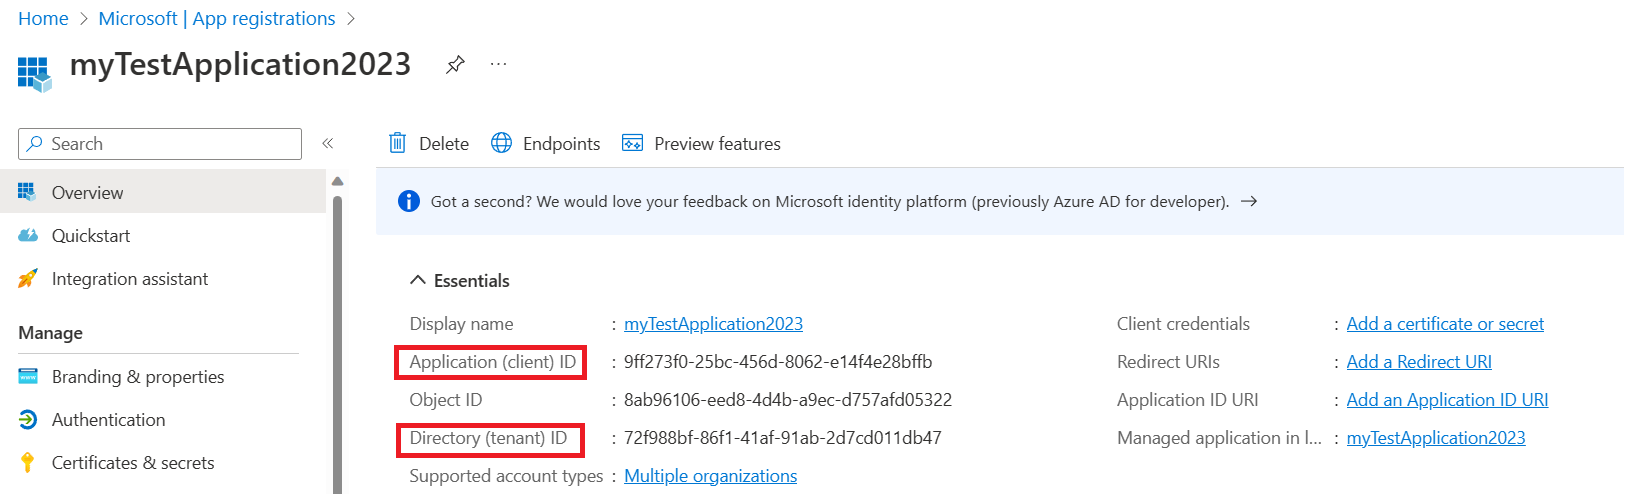 Home > Microsoft | App registrations >
myTestApplication2023 ...
Search «
Delete Endpoints Preview features
Overview
Got a second? We would love your feedback on Microsoft identity platform (previously Azure AD for developer). →
Quickstart
Integration assistant
Manage
Branding & properties
Authentication
Certificates & secrets
Essentials
Display name : myTestApplication2023
Application (client) ID : 9ff273f0-25bc-456d-8062-e14f4e28bffb
Object ID : 8ab96106-eed8-4d4b-a9ec-d757afd05322
Directory (tenant) ID : 72f988bf-86f1-41af-91ab-2d7cd011db47
Supported account types : Multiple organizations
Client credentials : Add a certificate or secret
Redirect URIs : Add a Redirect URI
Application ID URI : Add an Application ID URI
Managed application in l... : myTestApplication2023